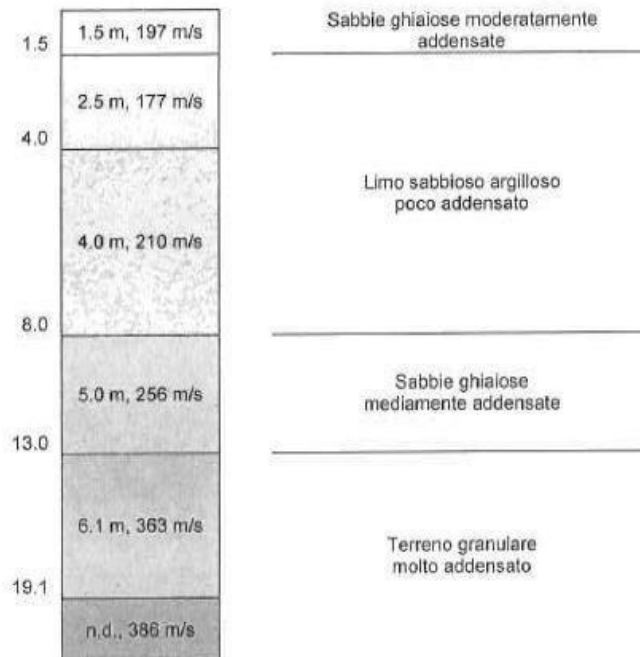 1.5 m, 197 m/s
Sabbie ghiaiose moderatamente
addensate
1.5
2.5 m, 177 m/s
4.0
Limo sabbioso argilloso
poco addensato
4.0 m, 210 m/s
8.0
5.0 m, 256 m/s
Sabbie ghiaiose
mediamente addensate
13.0
6.1 m, 363 m/s
Terreno granulare
molto addensato
19.1
n.d., 386 m/s